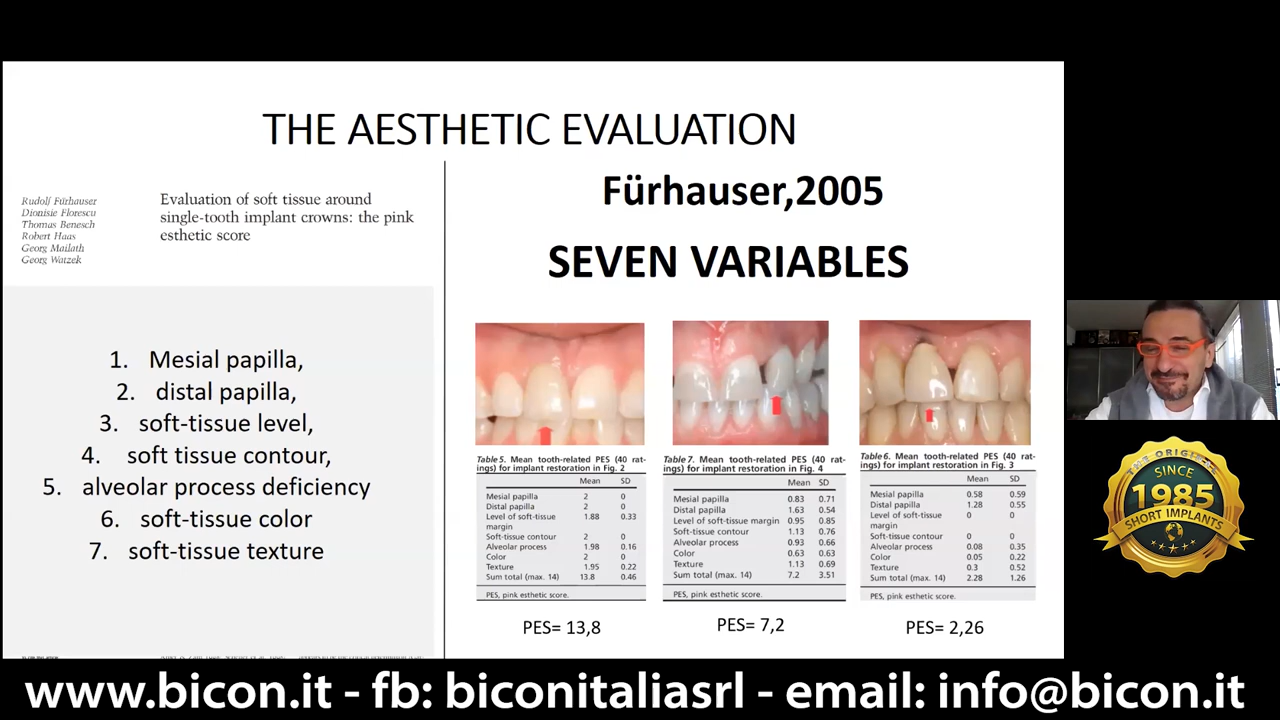 THE AESTHETIC EVALUATION
Rudolf Fürhauser
Dionisie Florescu
Thomas Benesch
Robert Haas
Georg Mailath
Georg Watzek
Evaluation of soft tissue around
single-tooth implant crowns: the pink
esthetic score
1. Mesial papilla,
2. distal papilla,
3. soft-tissue level,
4. soft tissue contour,
5. alveolar process deficiency
6. soft-tissue color
7. soft-tissue texture
Fürhauser,2005
SEVEN VARIABLES
Table 5. Mean tooth-related PES (40 rat-
ings) for implant restoration in Fig. 2
Mean SD
Mesial papilla 2 0
Distal papilla 2 0
Level of soft-tissue 1.88 0.33
margin
Soft-tissue contour 2 0
Alveolar process 1.98 0.16
Color 2 0
Texture 1.95 0.22
Sum total (max. 14) 13.8 0.46
PES, pink esthetic score.
PES= 13,8
Table 7. Mean tooth-related PES (40 rat-
ings) for implant restoration in Fig. 4
Mean SD
Mesial papilla 0.83 0.71
Distal papilla 1.63 0.54
Level of soft-tissue margin 0.95 0.85
Soft-tissue contour 1.13 0.76
Alveolar process 0.93 0.66
Color 0.63 0.63
Texture 1.13 0.69
Sum total (max. 14) 7.2 3.51
PES, pink esthetic score.
PES= 7,2
Table 6. Mean tooth-related PES (40 rat-
ings) for implant restoration in Fig. 3
Mean SD
Mesial papilla 0.58 0.59
Distal papilla 1.28 0.55
Level of soft-tissue 0 0
margin
Soft-tissue contour 0 0
Alveolar process 0.08 0.35
Color 0.05 0.22
Texture 0.3 0.52
Sum total (max. 14) 2.28 1.26
PES, pink esthetic score.
PES= 2,26
THE ORIGINAL
SINCE
1985
SHORT IMPLANTS
www.bicon.it - fb: biconitaliasrl - email: info@bicon.it